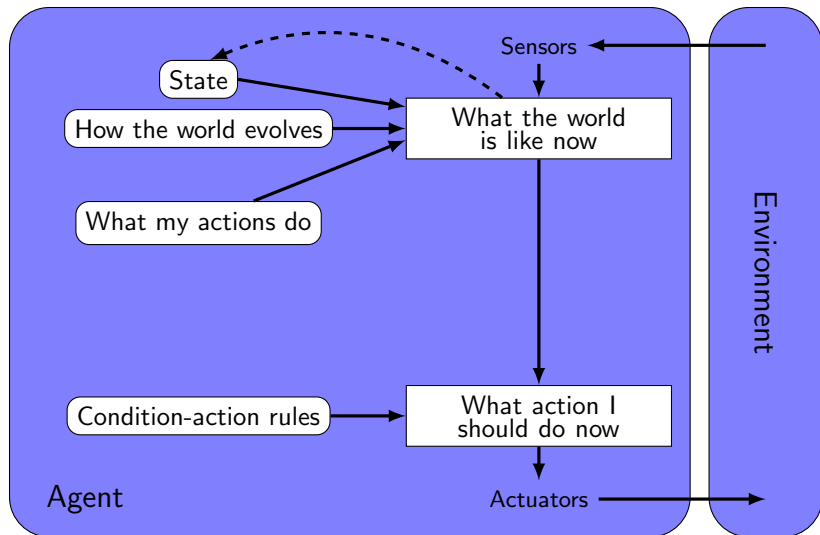 Sensors
State
What the world
is like now
How the world evolves
What my actions do
Environment
Condition-action rules
What action I
should do now
Agent
Actuators